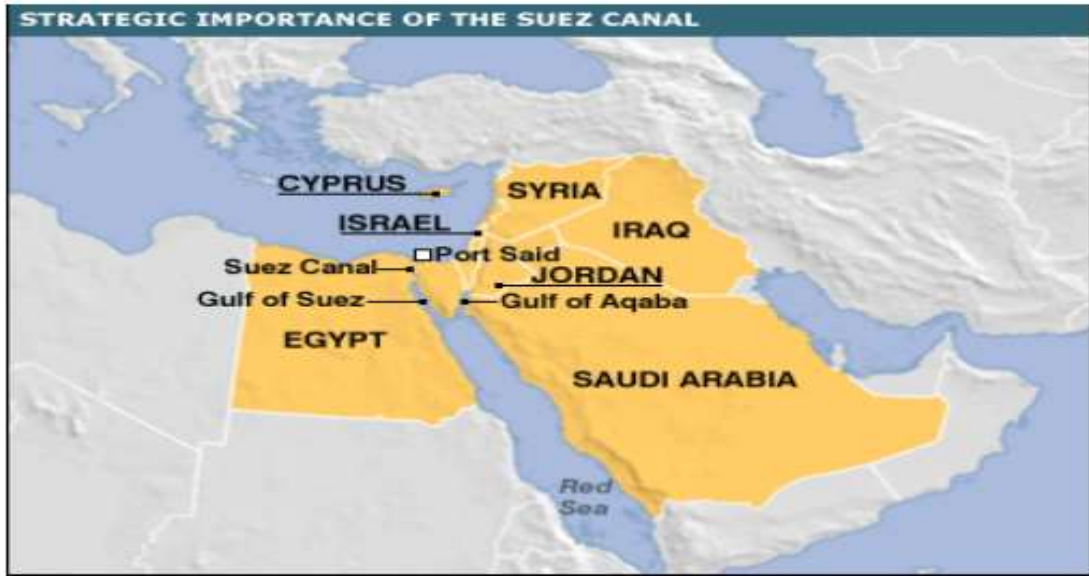 STRATEGIC IMPORTANCE OF THE SUEZ CANAL
CYPRUS
SYRIA
ISRAEL
IRAQ
Port Said
Suez Canal
JORDAN
Gulf of Suez
Gulf of Aqaba
EGYPT
SAUDI ARABIA
Red
Sea